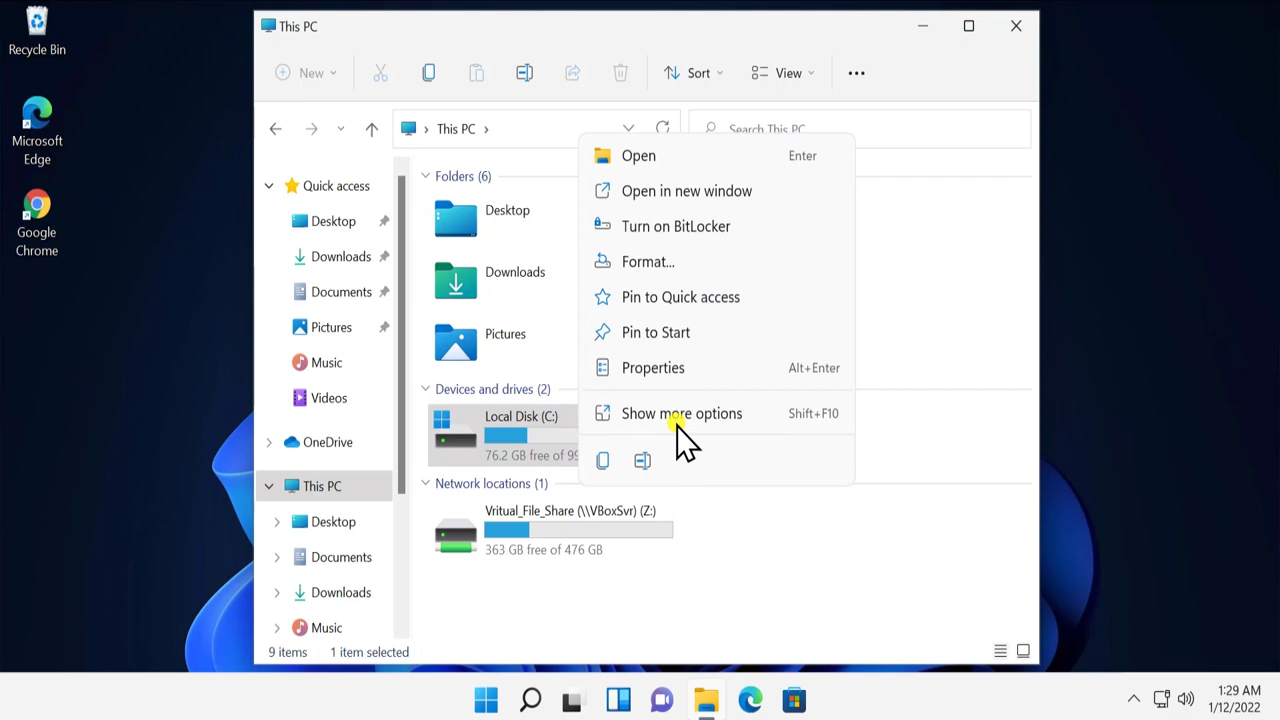 Recycle Bin
Microsoft
Edge
Google
Chrome
This PC
New
Sort
View
This PC
Search This PC
Quick access
Desktop
Downloads
Documents
Pictures
Music
Videos
OneDrive
This PC
Desktop
Documents
Downloads
Music
Folders (6)
Desktop
Downloads
Pictures
Devices and drives (2)
Local Disk (C:)
76.2 GB free of 99
Network locations (1)
Vritual_File_Share (\\VBoxSvr) (Z:)
363 GB free of 476 GB
Open Enter
Open in new window
Turn on BitLocker
Format...
Pin to Quick access
Pin to Start
Properties Alt+Enter
Show more options Shift+F10
9 items 1 item selected
1:29 AM
1/12/2022